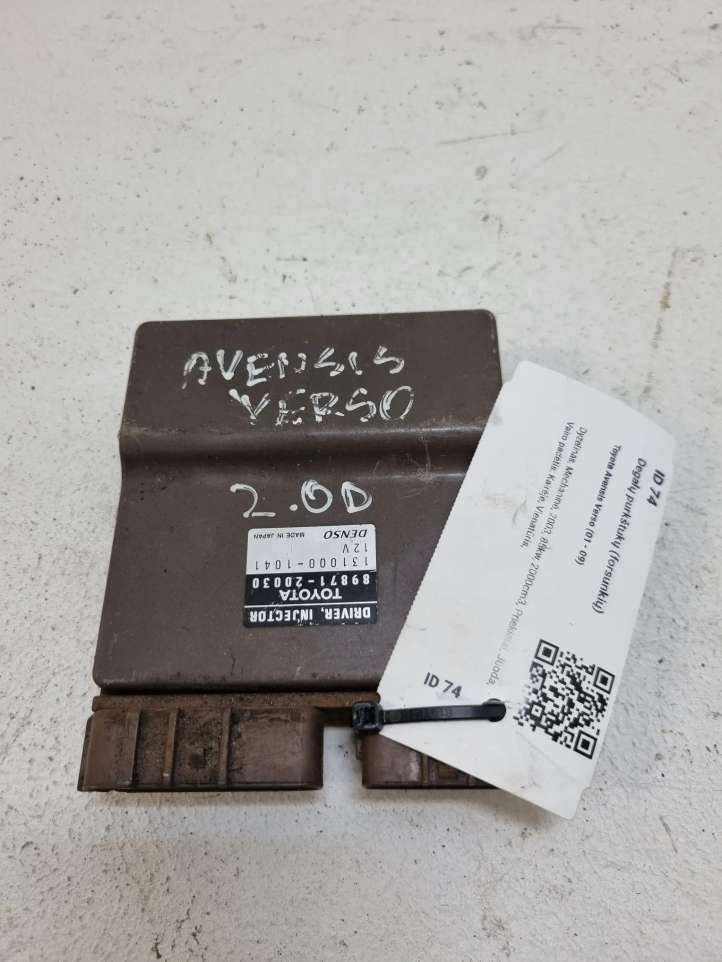 AVENSIS
VERSO
2.0D
DRIVER, INJECTOR
TOYOTA
89871-20030
131000-1041
12V
DENSO MADE IN JAPAN
ID 74
Degalų purkštukų (forsunkių)
Toyota Avensis Verso (01 - 09)
Dyzelinas, Mechaninė, 2003, 85kw, 2000cm3, Priekiniai, Juoda,
Vairo padėtis: Kairėje, Vienatūris,
ID 74